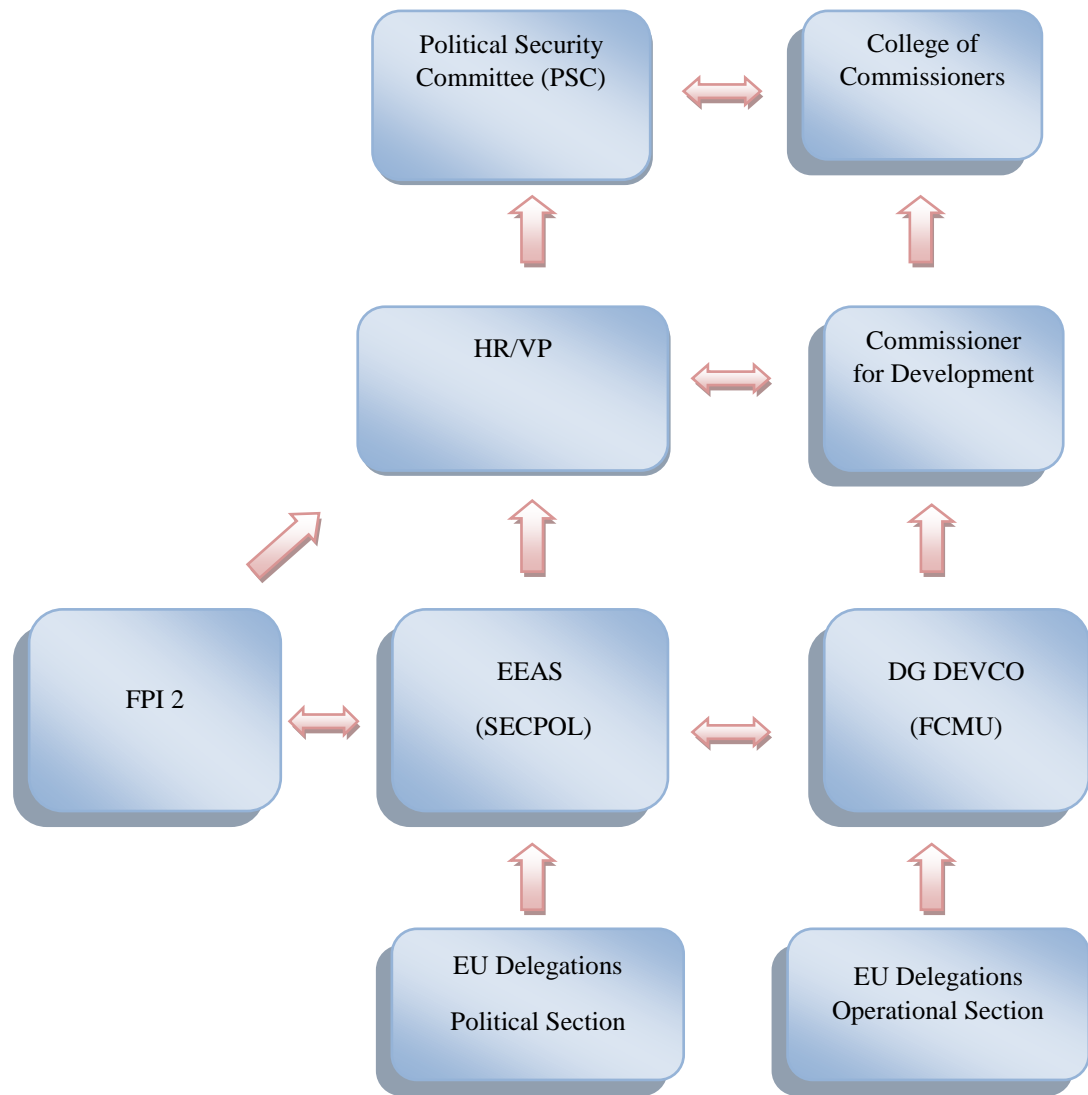 Political Security
Committee (PSC)
College of
Commissioners
HR/VP
Commissioner
for Development
FPI 2
EEAS
(SECPOL)
DG DEVCO
(FCMU)
EU Delegations
Political Section
EU Delegations
Operational Section